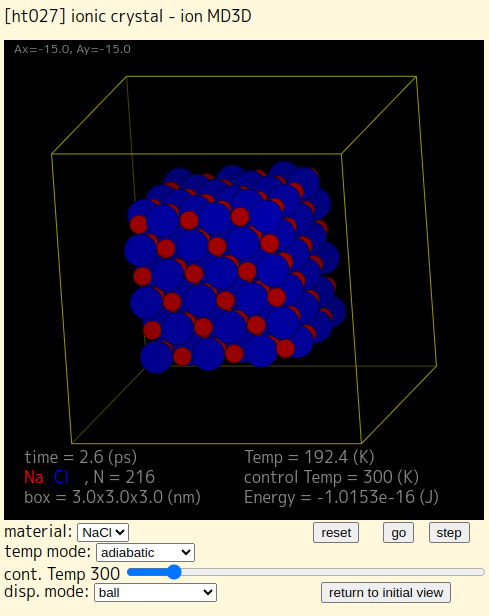 [ht027] ionic crystal - ion MD3D
Ax=-15.0, Ay=-15.0
time = 2.6 (ps) Temp = 192.4 (K)
Na Cl , N = 216 control Temp = 300 (K)
box = 3.0x3.0x3.0 (nm) Energy = -1.0153e-16 (J)
material: NaCl reset go step
temp mode: adiabatic
cont. Temp 300
disp. mode: ball return to initial view